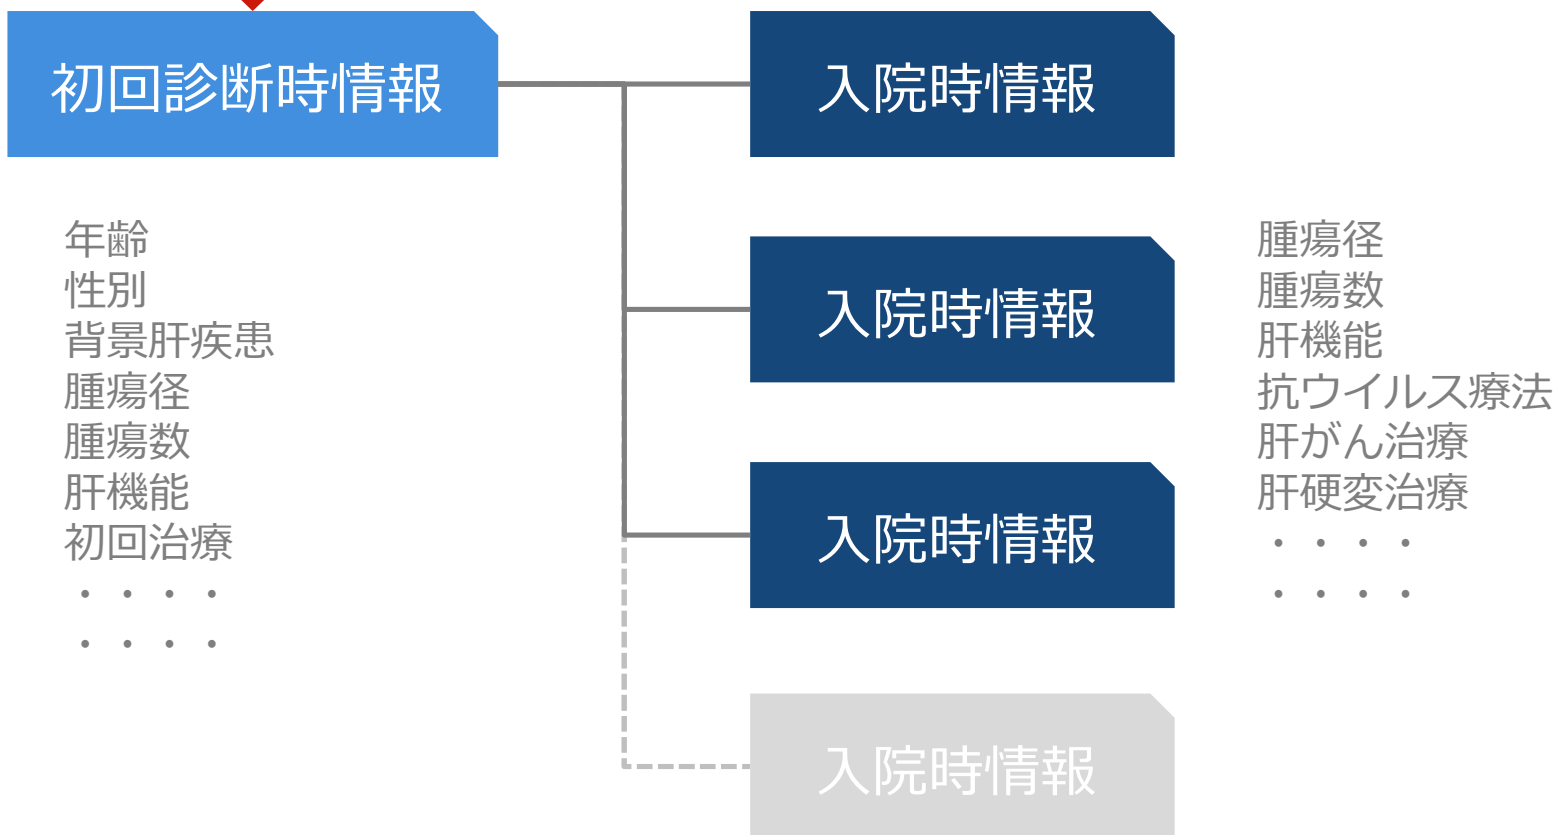 初回診断時情報
年齢
性別
背景肝疾患
腫瘍径
腫瘍数
肝機能
初回治療
・・・・
・・・・
入院時情報
入院時情報
入院時情報
入院時情報
腫瘍径
腫瘍数
肝機能
抗ウイルス療法
肝がん治療
肝硬変治療
・・・・
・・・・